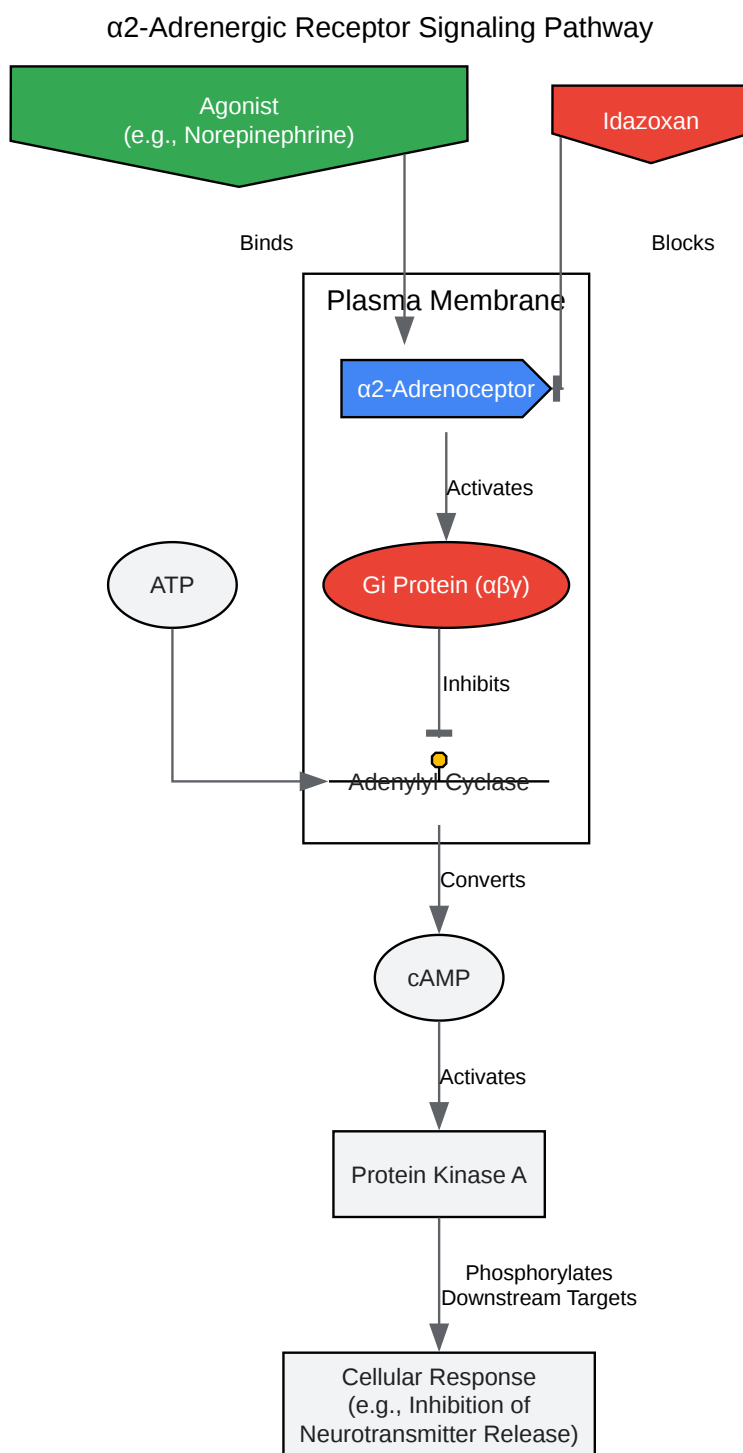 α2-Adrenergic Receptor Signaling Pathway
Agonist
(e.g., Norepinephrine)
Idazoxan
Binds
Blocks
Plasma Membrane
α2-Adrenoceptor
Activates
ATP
Gi Protein (αβγ)
Inhibits
Adenylyl Cyclase
Converts
cAMP
Activates
Protein Kinase A
Phosphorylates
Downstream Targets
Cellular Response
(e.g., Inhibition of
Neurotransmitter Release)